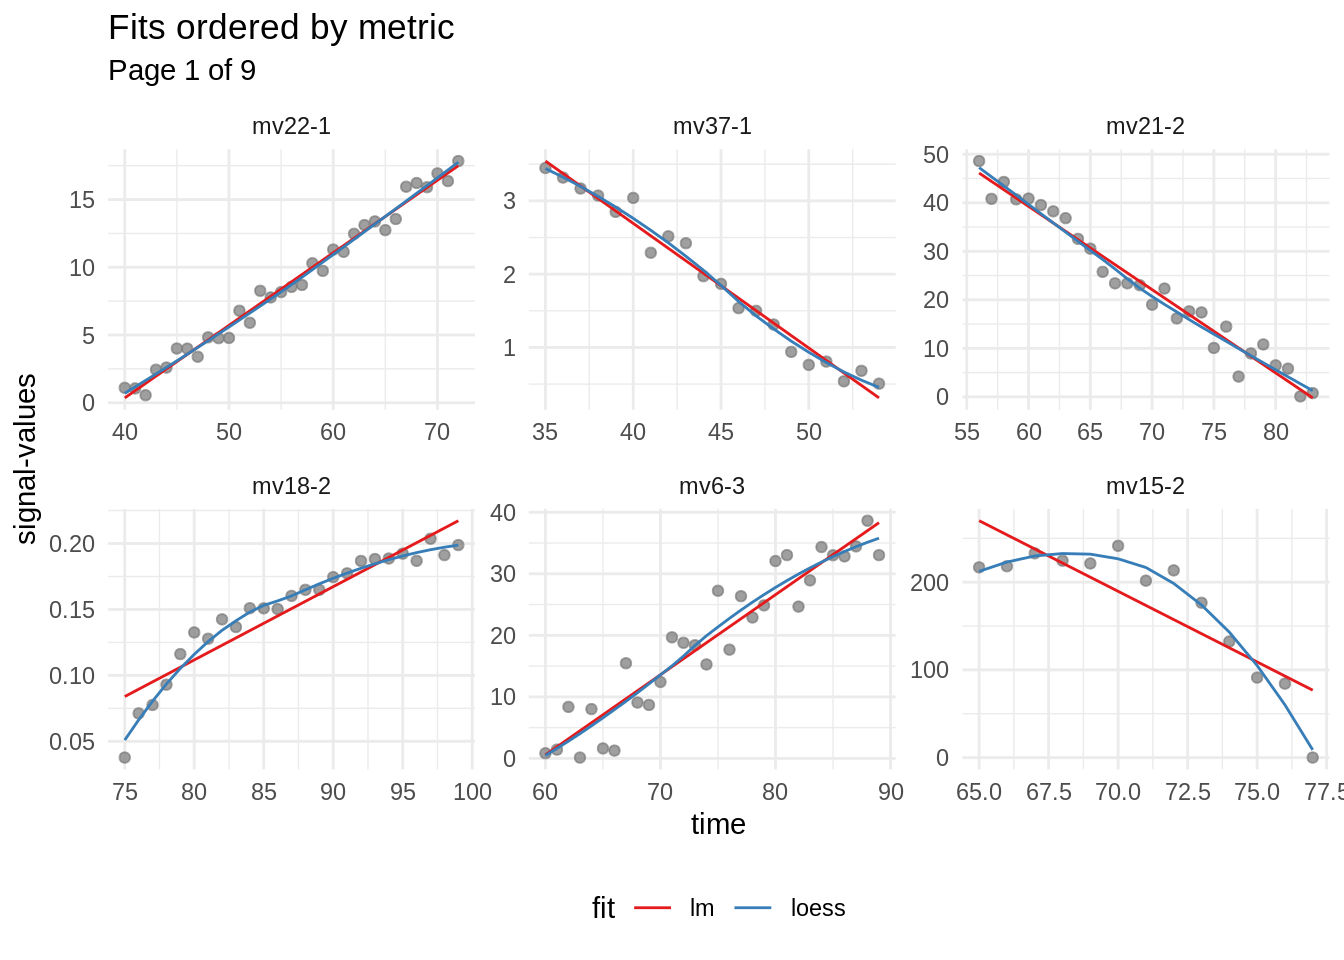 Fits ordered by metric
Page 1 of 9
mv22-1 mv37-1 mv21-2
15
10
5
0
40 50 60 70
3
2
1
35 40 45 50
50
40
30
20
10
0
55 60 65 70 75 80
signal-values
mv18-2 mv6-3 mv15-2
0.20
0.15
0.10
0.05
75 80 85 90 95 100
40
30
20
10
0
60 70 80 90
200
100
0
65.0 67.5 70.0 72.5 75.0 77.5
time
fit lm loess